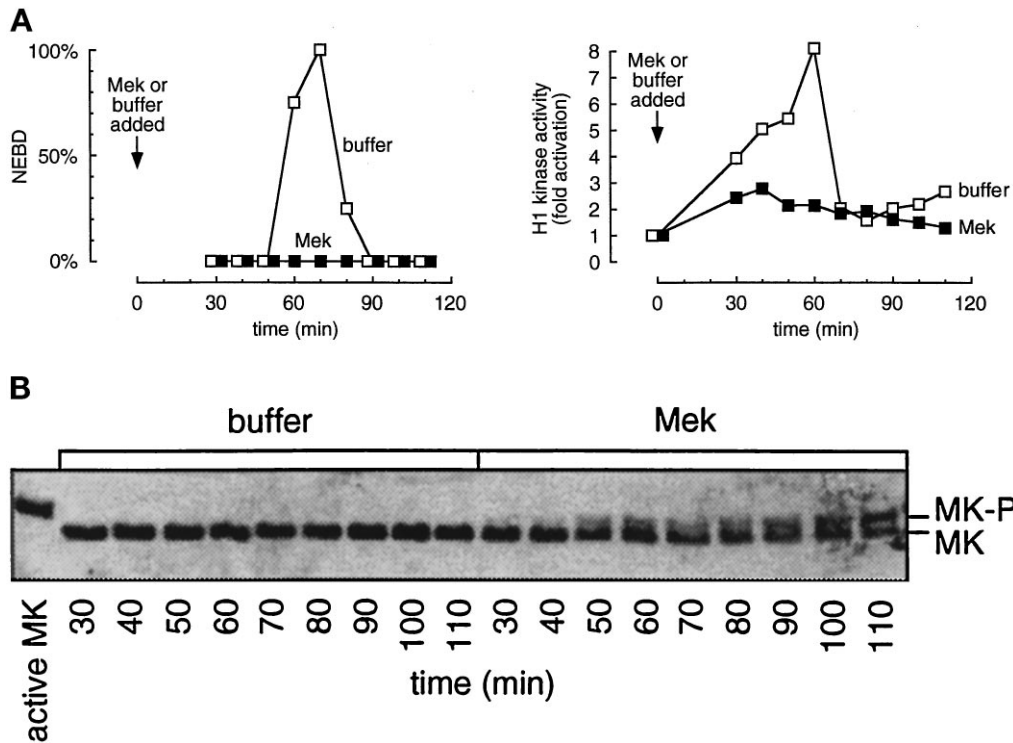 A
100%
50%
0%
NEBD
Mek or
buffer
added
buffer
Mek
0
30
60
90
120
time (min)
8
7
6
5
4
3
2
1
0
H1 kinase activity
(fold activation)
Mek or
buffer
added
buffer
Mek
0
30
60
90
120
time (min)
B
buffer
Mek
MK-P
MK
active MK
30
40
50
60
70
80
90
100
110
30
40
50
60
70
80
90
100
110
time (min)